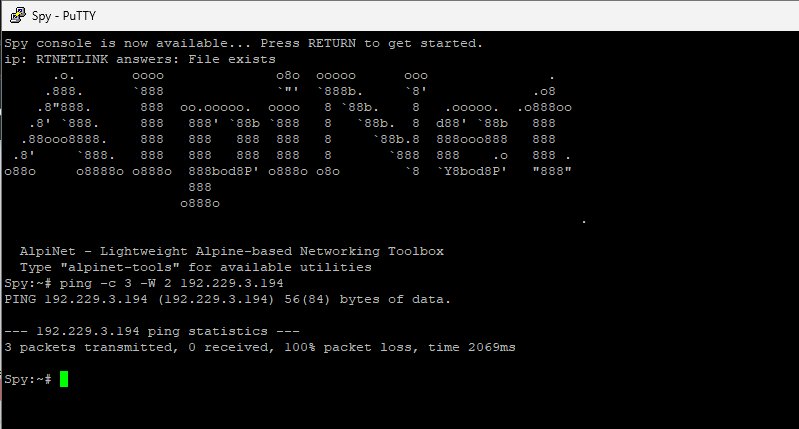 Spy - PuTTY
Spy console is now available... Press RETURN to get started.
ip: RTNETLINK answers: File exists
AlpiNet
AlpiNet - Lightweight Alpine-based Networking Toolbox
Type "alpinet-tools" for available utilities
Spy:~# ping -c 3 -W 2 192.229.3.194
PING 192.229.3.194 (192.229.3.194) 56(84) bytes of data.
--- 192.229.3.194 ping statistics ---
3 packets transmitted, 0 received, 100% packet loss, time 2069ms
Spy:~#